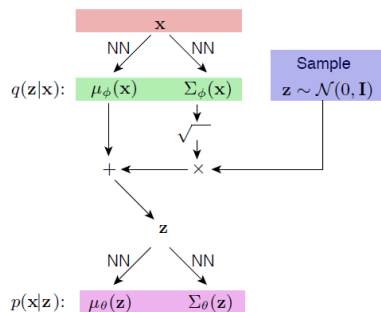 x
NN NN
Sample
q(z|x): μ_ϕ(x) Σ_ϕ(x) z ∼ 𝒩(0, I)
√
+ ×
z
NN NN
p(x|z): μ_θ(z) Σ_θ(z)